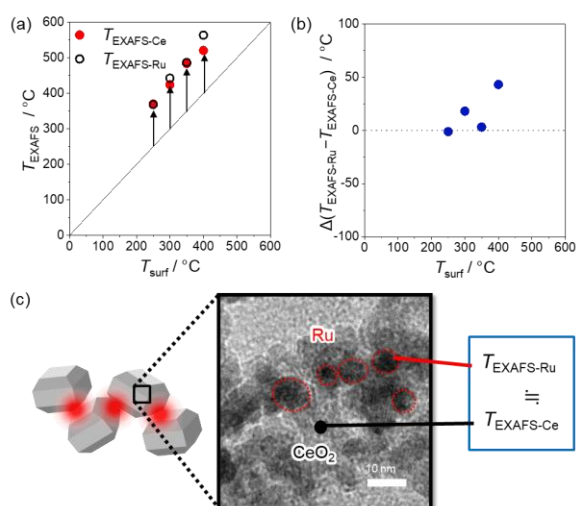 (a)
600
500
400
300
200
100
0
T_EXAFS / °C
T_EXAFS-Ce
T_EXAFS-Ru
0 100 200 300 400 500 600
T_surf / °C
(b)
100
50
0
-50
-100
Δ(T_EXAFS-Ru−T_EXAFS-Ce) / °C
0 100 200 300 400 500 600
T_surf / °C
(c)
Ru
CeO₂
10 nm
T_EXAFS-Ru
≒
T_EXAFS-Ce